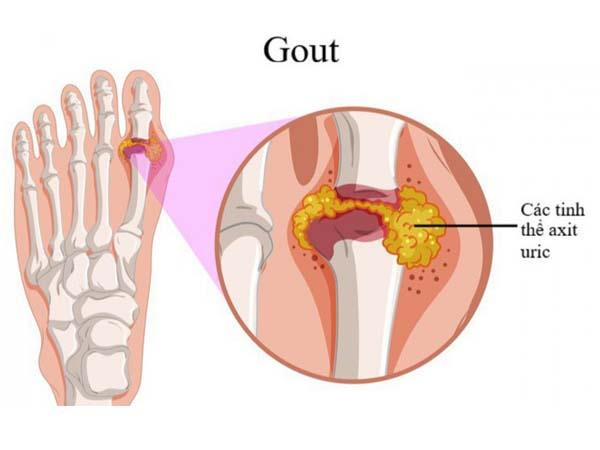 Gout
Các tinh
thể axit
uric